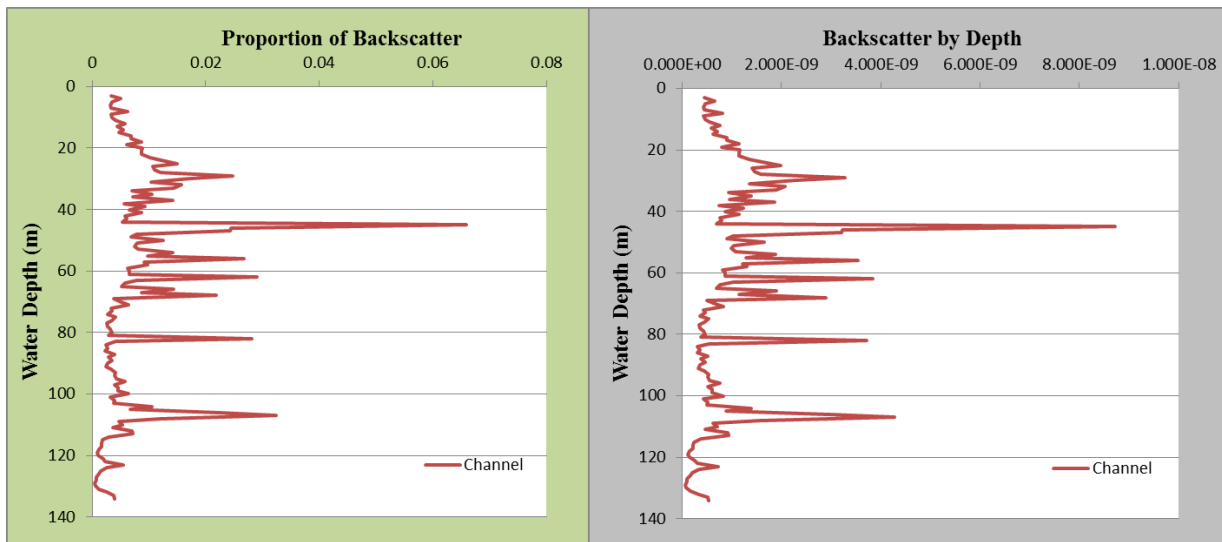 Proportion of Backscatter
0 0.02 0.04 0.06 0.08
0
20
40
60
80
100
120
140
Water Depth (m)
Channel
Backscatter by Depth
0.000E+00 2.000E-09 4.000E-09 6.000E-09 8.000E-09 1.000E-08
0
20
40
60
80
100
120
140
Water Depth (m)
Channel